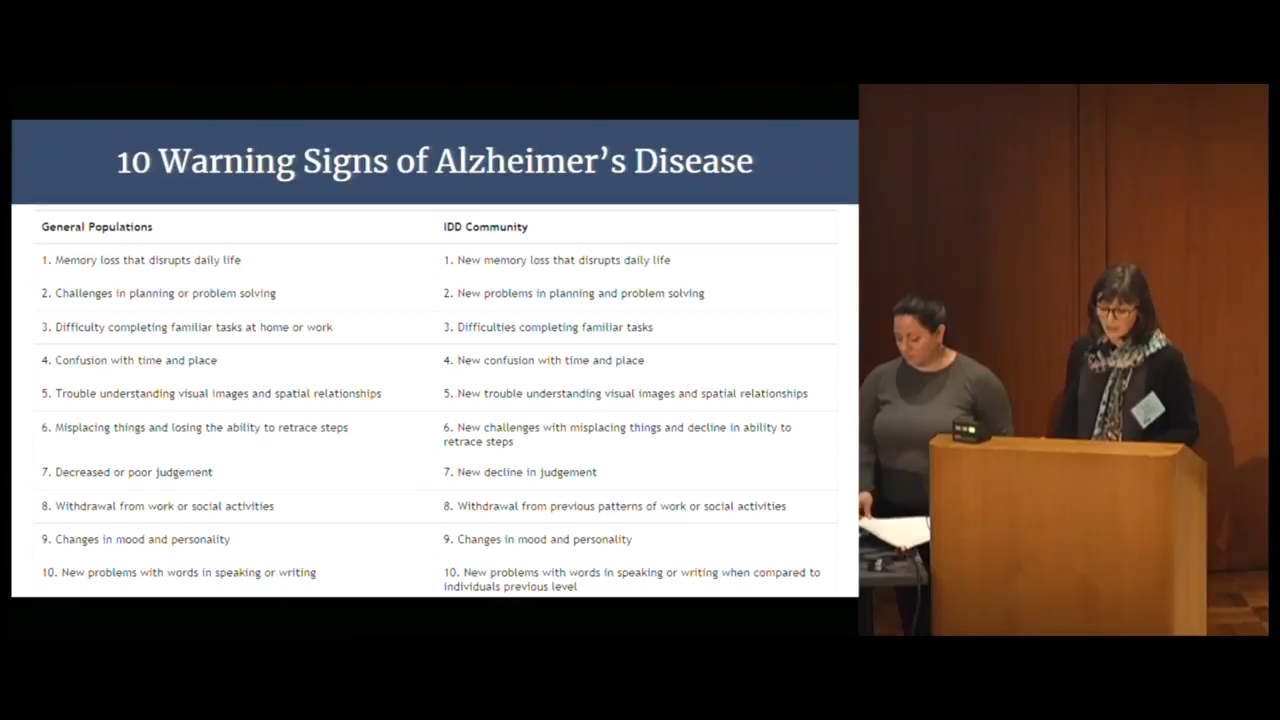 10 Warning Signs of Alzheimer's Disease
General Populations
IDD Community
1. Memory loss that disrupts daily life
1. New memory loss that disrupts daily life
2. Challenges in planning or problem solving
2. New problems in planning and problem solving
3. Difficulty completing familiar tasks at home or work
3. Difficulties completing familiar tasks
4. Confusion with time and place
4. New confusion with time and place
5. Trouble understanding visual images and spatial relationships
5. New trouble understanding visual images and spatial relationships
6. Misplacing things and losing the ability to retrace steps
6. New challenges with misplacing things and decline in ability to
retrace steps
7. Decreased or poor judgement
7. New decline in judgement
8. Withdrawal from work or social activities
8. Withdrawal from previous patterns of work or social activities
9. Changes in mood and personality
9. Changes in mood and personality
10. New problems with words in speaking or writing
10. New problems with words in speaking or writing when compared to
individuals previous level